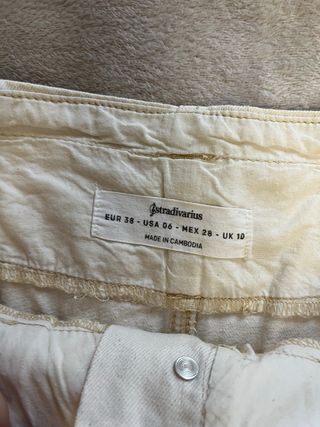 stradivarius
EUR 38 - USA 06 - MEX 28 - UK 10
MADE IN CAMBODIA